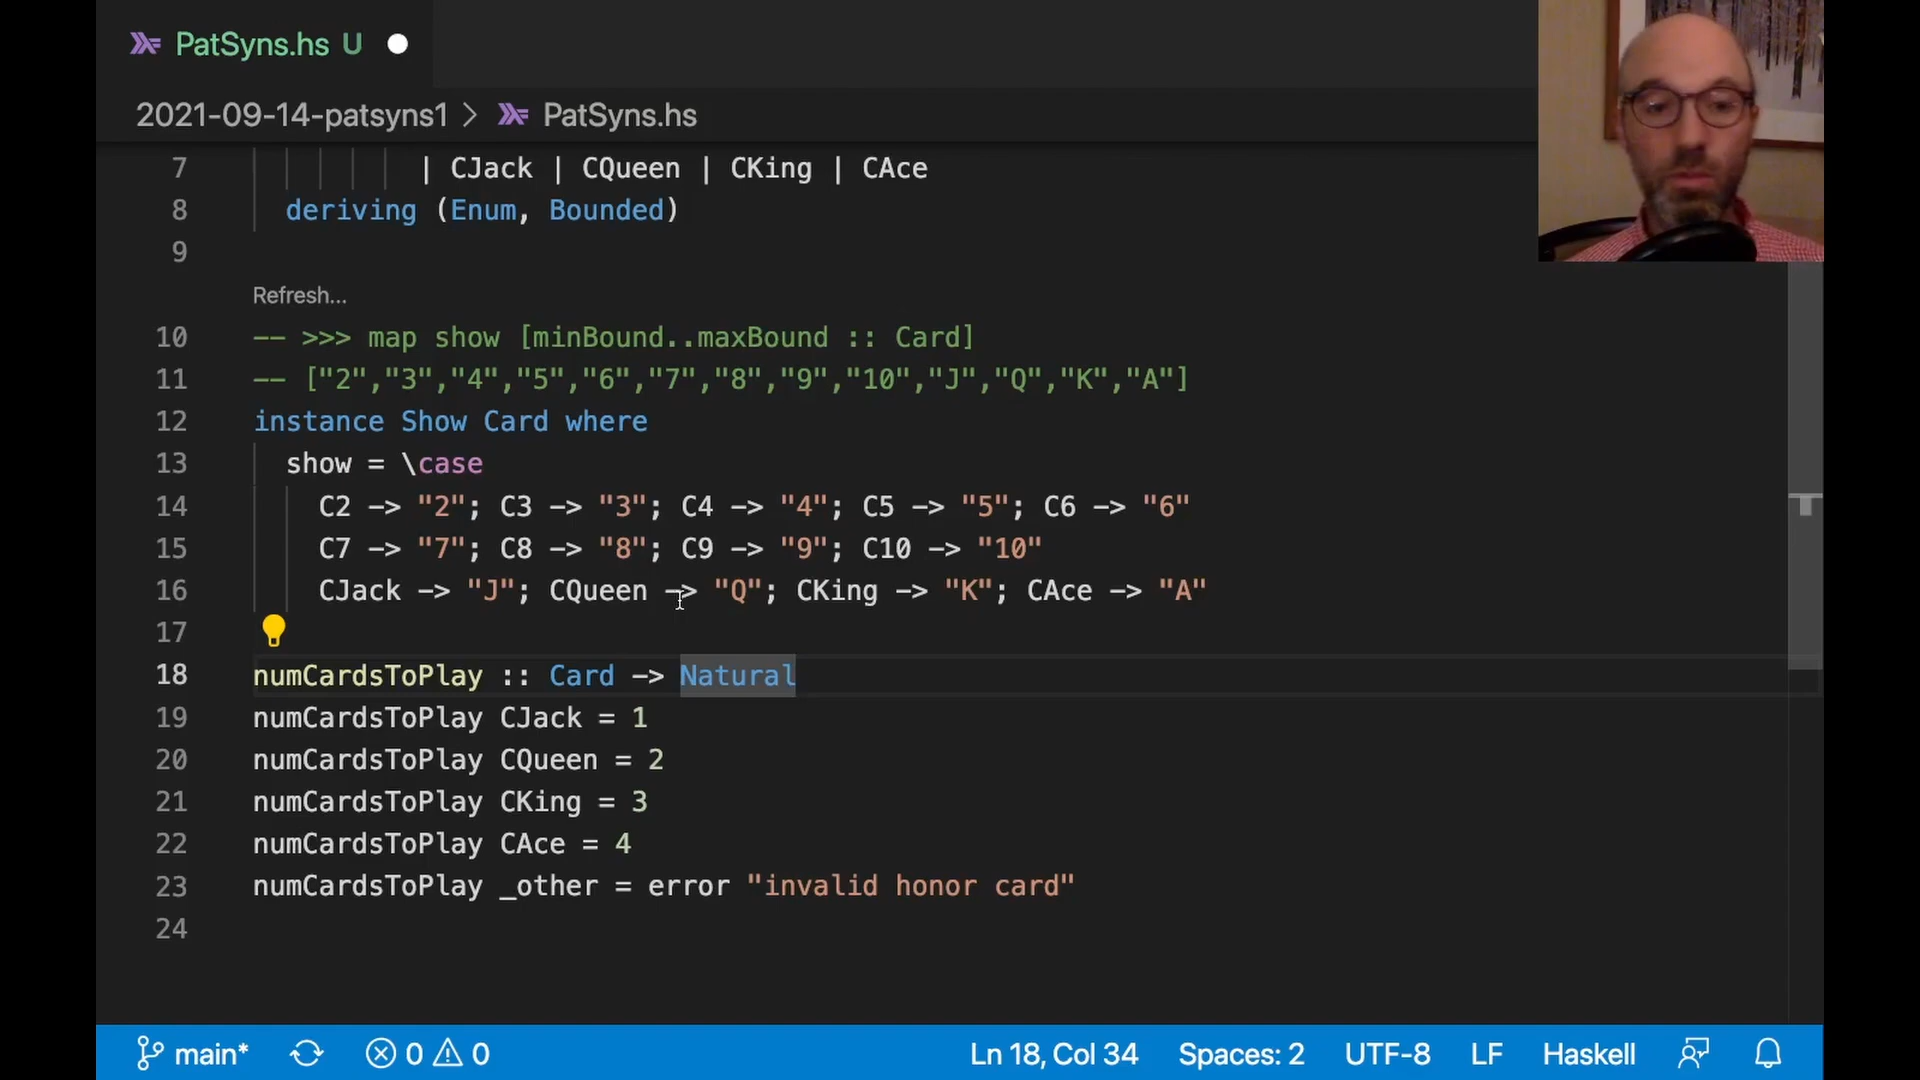 PatSyns.hs U
2021-09-14-patsyns1 > PatSyns.hs
7 | CJack | CQueen | CKing | CAce
8 deriving (Enum, Bounded)
9
Refresh...
10 -- >>> map show [minBound..maxBound :: Card]
11 -- ["2","3","4","5","6","7","8","9","10","J","Q","K","A"]
12 instance Show Card where
13 show = \case
14 C2 -> "2"; C3 -> "3"; C4 -> "4"; C5 -> "5"; C6 -> "6"
15 C7 -> "7"; C8 -> "8"; C9 -> "9"; C10 -> "10"
16 CJack -> "J"; CQueen -> "Q"; CKing -> "K"; CAce -> "A"
17
18 numCardsToPlay :: Card -> Natural
19 numCardsToPlay CJack = 1
20 numCardsToPlay CQueen = 2
21 numCardsToPlay CKing = 3
22 numCardsToPlay CAce = 4
23 numCardsToPlay _other = error "invalid honor card"
24
main* 0 0 Ln 18, Col 34 Spaces: 2 UTF-8 LF Haskell